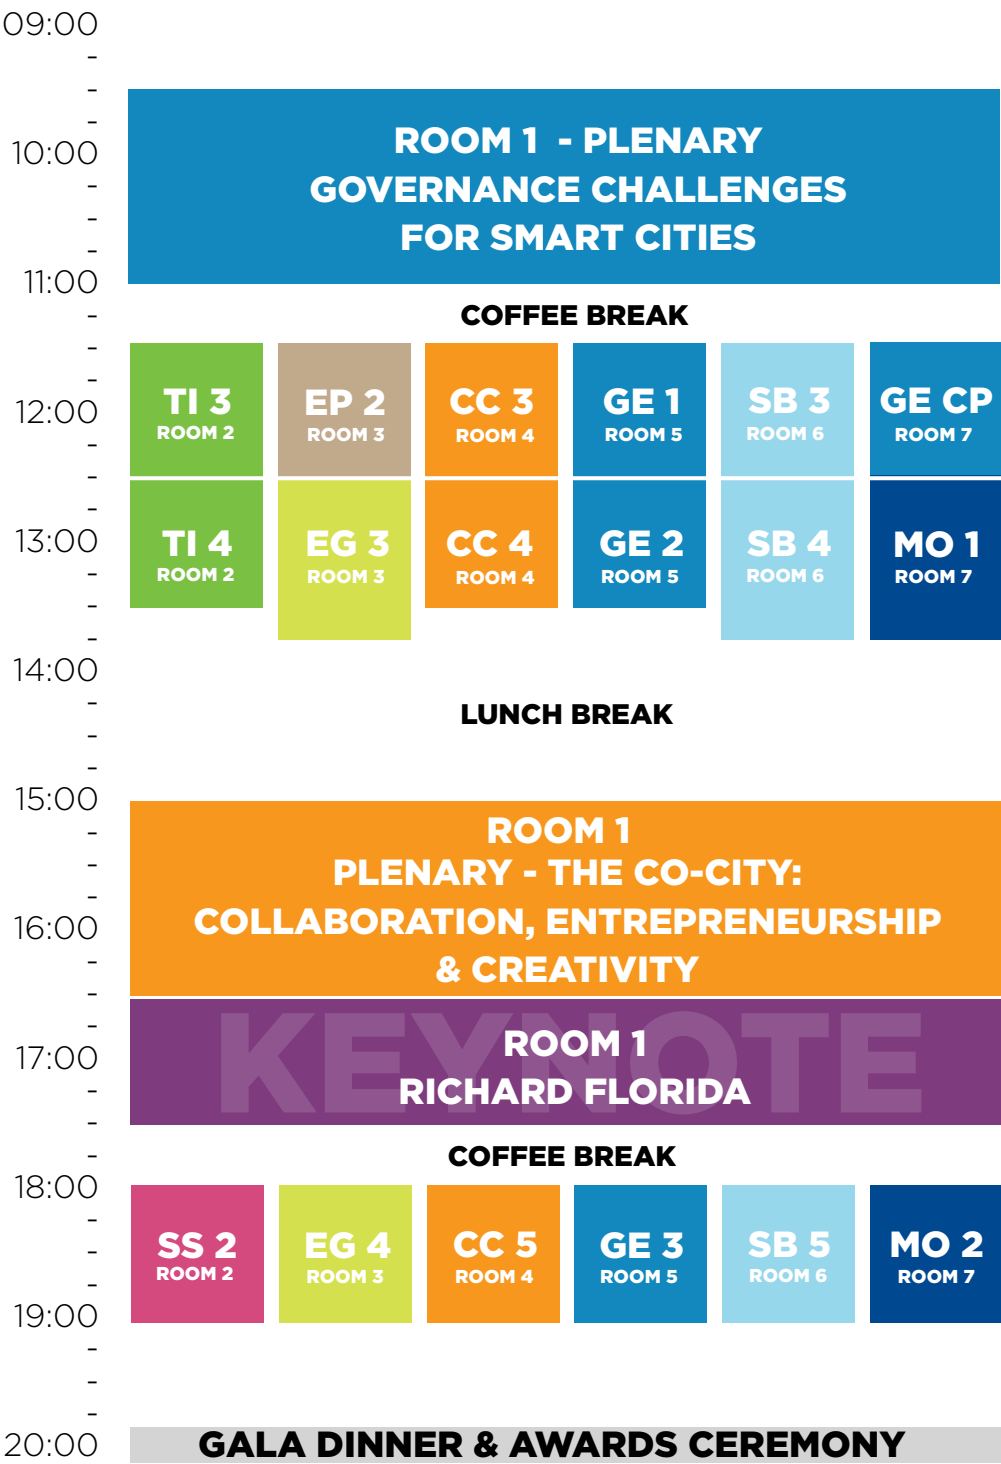 09:00
-
-
-
10:00
ROOM 1 - PLENARY
GOVERNANCE CHALLENGES
FOR SMART CITIES
-
-
-
11:00
-
COFFEE BREAK
-
-
12:00
TI 3
ROOM 2
EP 2
ROOM 3
CC 3
ROOM 4
GE 1
ROOM 5
SB 3
ROOM 6
GE CP
ROOM 7
-
-
-
13:00
TI 4
ROOM 2
EG 3
ROOM 3
CC 4
ROOM 4
GE 2
ROOM 5
SB 4
ROOM 6
MO 1
ROOM 7
-
-
-
14:00
-
LUNCH BREAK
-
-
15:00
ROOM 1
PLENARY - THE CO-CITY:
COLLABORATION, ENTREPRENEURSHIP
& CREATIVITY
-
-
-
16:00
-
-
-
17:00
KEYNOTE
ROOM 1
RICHARD FLORIDA
-
-
-
COFFEE BREAK
18:00
SS 2
ROOM 2
EG 4
ROOM 3
CC 5
ROOM 4
GE 3
ROOM 5
SB 5
ROOM 6
MO 2
ROOM 7
-
-
-
19:00
-
-
-
20:00
GALA DINNER & AWARDS CEREMONY